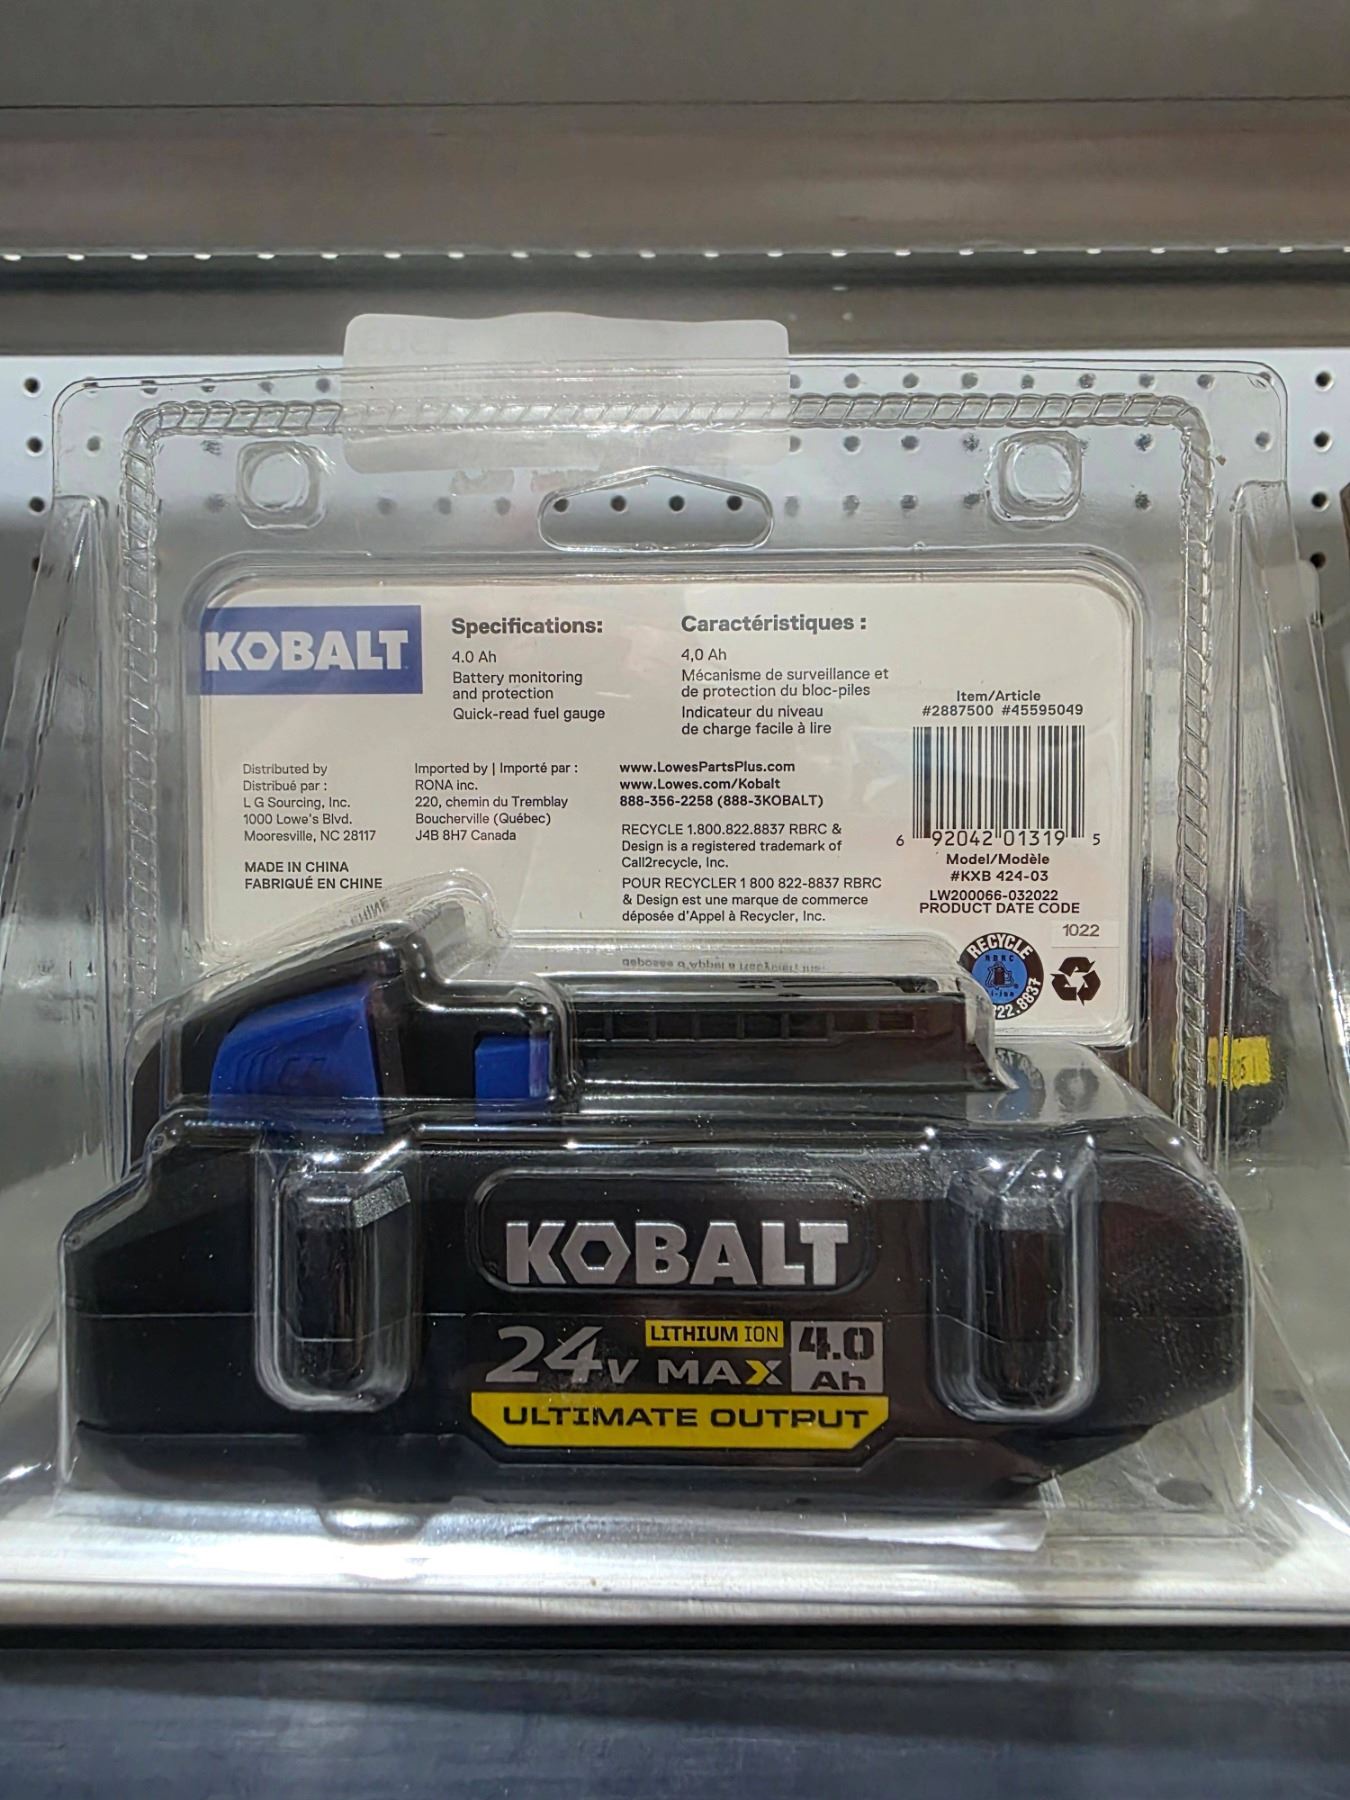 KOBALT
Specifications:
4.0 Ah
Battery monitoring
and protection
Quick-read fuel gauge
Caractéristiques :
4,0 Ah
Mécanisme de surveillance et
de protection du bloc-piles
Indicateur du niveau
de charge facile à lire
Item/Article
#2887500 #45595049
6 92042 01319 5
Model/Modèle
#KXB 424-03
LW200066-032022
PRODUCT DATE CODE
1022
Distributed by
Distribué par :
L G Sourcing, Inc.
1000 Lowe's Blvd.
Mooresville, NC 28117
MADE IN CHINA
FABRIQUÉ EN CHINE
Imported by | Importé par :
RONA inc.
220, chemin du Tremblay
Boucherville (Québec)
J4B 8H7 Canada
www.LowesPartsPlus.com
www.Lowes.com/Kobalt
888-356-2258 (888-3KOBALT)
RECYCLE 1.800.822.8837 RBRC &
Design is a registered trademark of
Call2recycle, Inc.
POUR RECYCLER 1 800 822-8837 RBRC
& Design est une marque de commerce
déposée d'Appel à Recycler, Inc.
RECYCLE
RBRC
Li-Ion
22.8837
KOBALT
24V MAX
LITHIUM ION
4.0
Ah
ULTIMATE OUTPUT